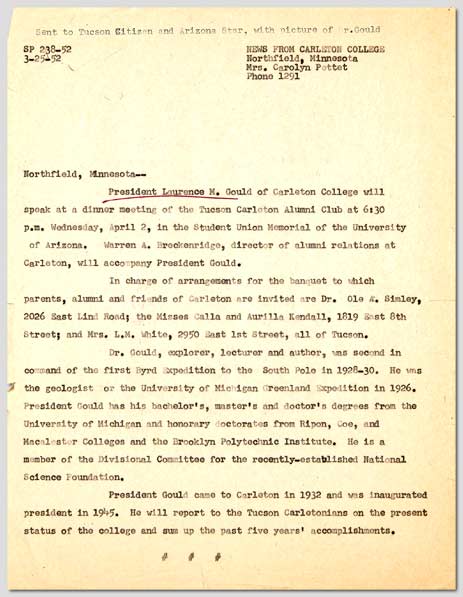 Sent to Tucson Citizen and Arizona Star, with picture of Dr.Gould
SP 238-52
3-25-52
NEWS FROM CARLETON COLLEGE
Northfield, Minnesota
Mrs. Carolyn Pottet
Phone 1291
Northfield, Minnesota--
President Laurence M. Gould of Carleton College will
speak at a dinner meeting of the Tucson Carleton Alumni Club at 6:30
p.m. Wednesday, April 2, in the Student Union Memorial of the University
of Arizona. Warren A. Breckenridge, director of alumni relations at
Carleton, will accompany President Gould.
In charge of arrangements for the banquet to which
parents, alumni and friends of Carleton are invited are Dr. Ole K. Simley,
2026 East Lind Road; the Misses Calla and Aurilla Kendall, 1819 East 8th
Street; and Mrs. L.M. White, 2950 East 1st Street, all of Tucson.
Dr. Gould, explorer, lecturer and author, was second in
command of the first Byrd Expedition to the South Pole in 1928-30. He was
the geologist for the University of Michigan Greenland Expedition in 1926.
President Gould has his bachelor's, master's and doctor's degrees from the
University of Michigan and honorary doctorates from Ripon, Coe, and
Macalester Colleges and the Brooklyn Polytechnic Institute. He is a
member of the Divisional Committee for the recently-established National
Science Foundation.
President Gould came to Carleton in 1932 and was inaugurated
president in 1945. He will report to the Tucson Carletonians on the present
status of the college and sum up the past five years' accomplishments.
# # #